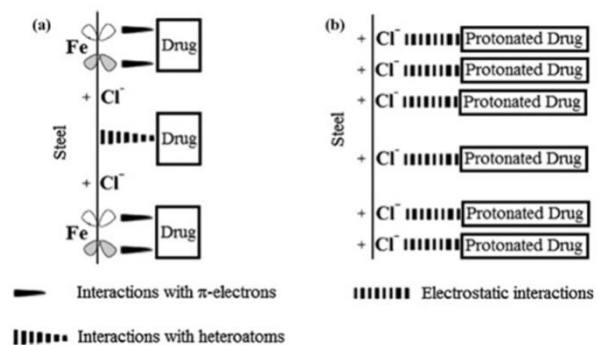 (a)
Fe
Drug
+ Cl⁻
Steel
Drug
+ Cl⁻
Fe
Drug
Interactions with π-electrons
Interactions with heteroatoms
(b)
+ Cl⁻ Protonated Drug
+ Cl⁻ Protonated Drug
+ Cl⁻ Protonated Drug
Steel
+ Cl⁻ Protonated Drug
+ Cl⁻ Protonated Drug
+ Cl⁻ Protonated Drug
Electrostatic interactions